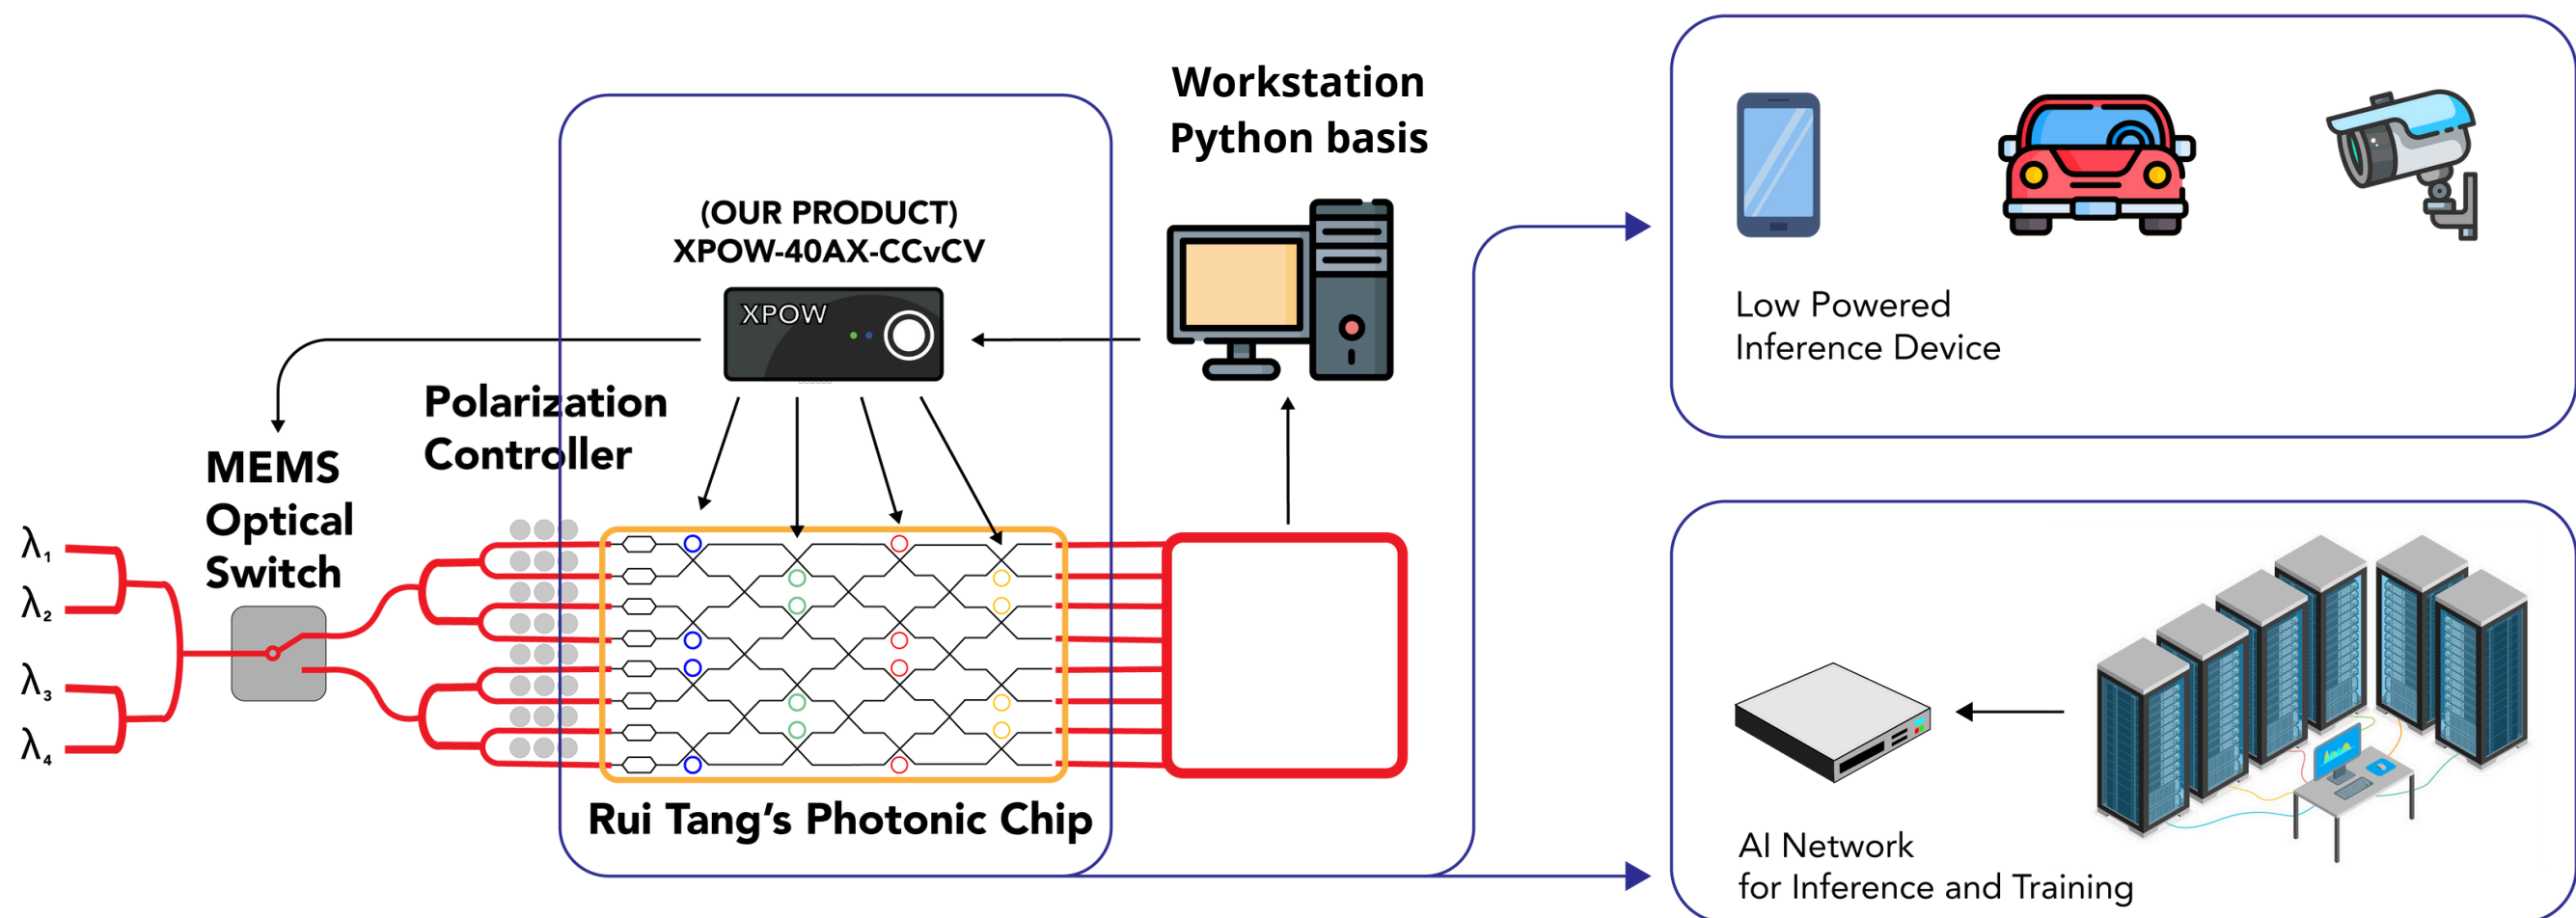 Workstation
Python basis
(OUR PRODUCT)
XPOW-40AX-CCvCV
XPOW
Polarization
Controller
MEMS
Optical
Switch
λ₁
λ₂
λ₃
λ₄
Rui Tang‘s Photonic Chip
Low Powered
Inference Device
AI Network
for Inference and Training